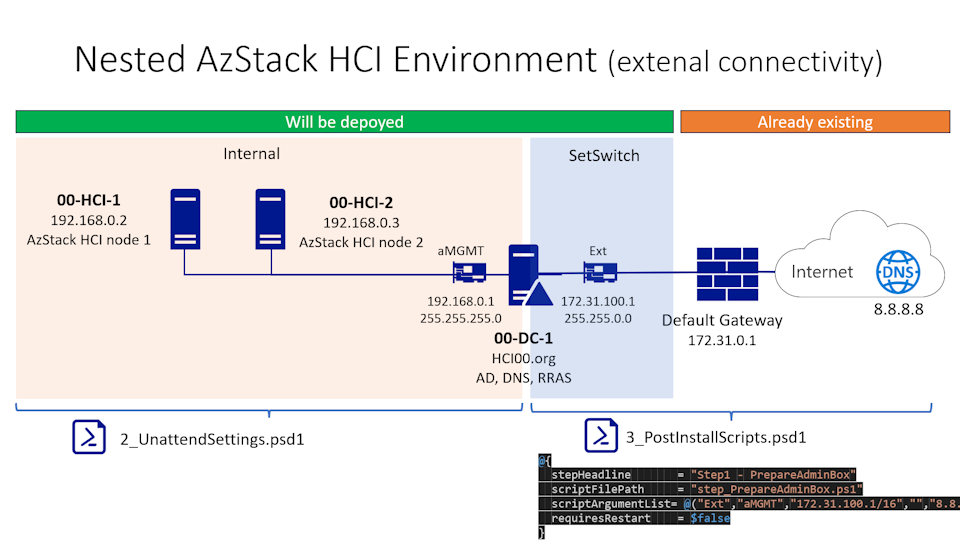 Nested AzStack HCI Environment (extenal connectivity)
Will be depoyed
Already existing
Internal
SetSwitch
00-HCI-1
192.168.0.2
AzStack HCI node 1
00-HCI-2
192.168.0.3
AzStack HCI node 2
aMGMT
192.168.0.1
255.255.255.0
Ext
172.31.100.1
255.255.0.0
00-DC-1
HCI00.org
AD, DNS, RRAS
Default Gateway
172.31.0.1
Internet
DNS
8.8.8.8
2_UnattendSettings.psd1
3_PostInstallScripts.psd1
@{
stepHeadline = "Step1 - PrepareAdminBox"
scriptFilePath = "step_PrepareAdminBox.ps1"
scriptArgumentList= @("Ext","aMGMT","172.31.100.1/16","","8.8.
requiresRestart = $false
}